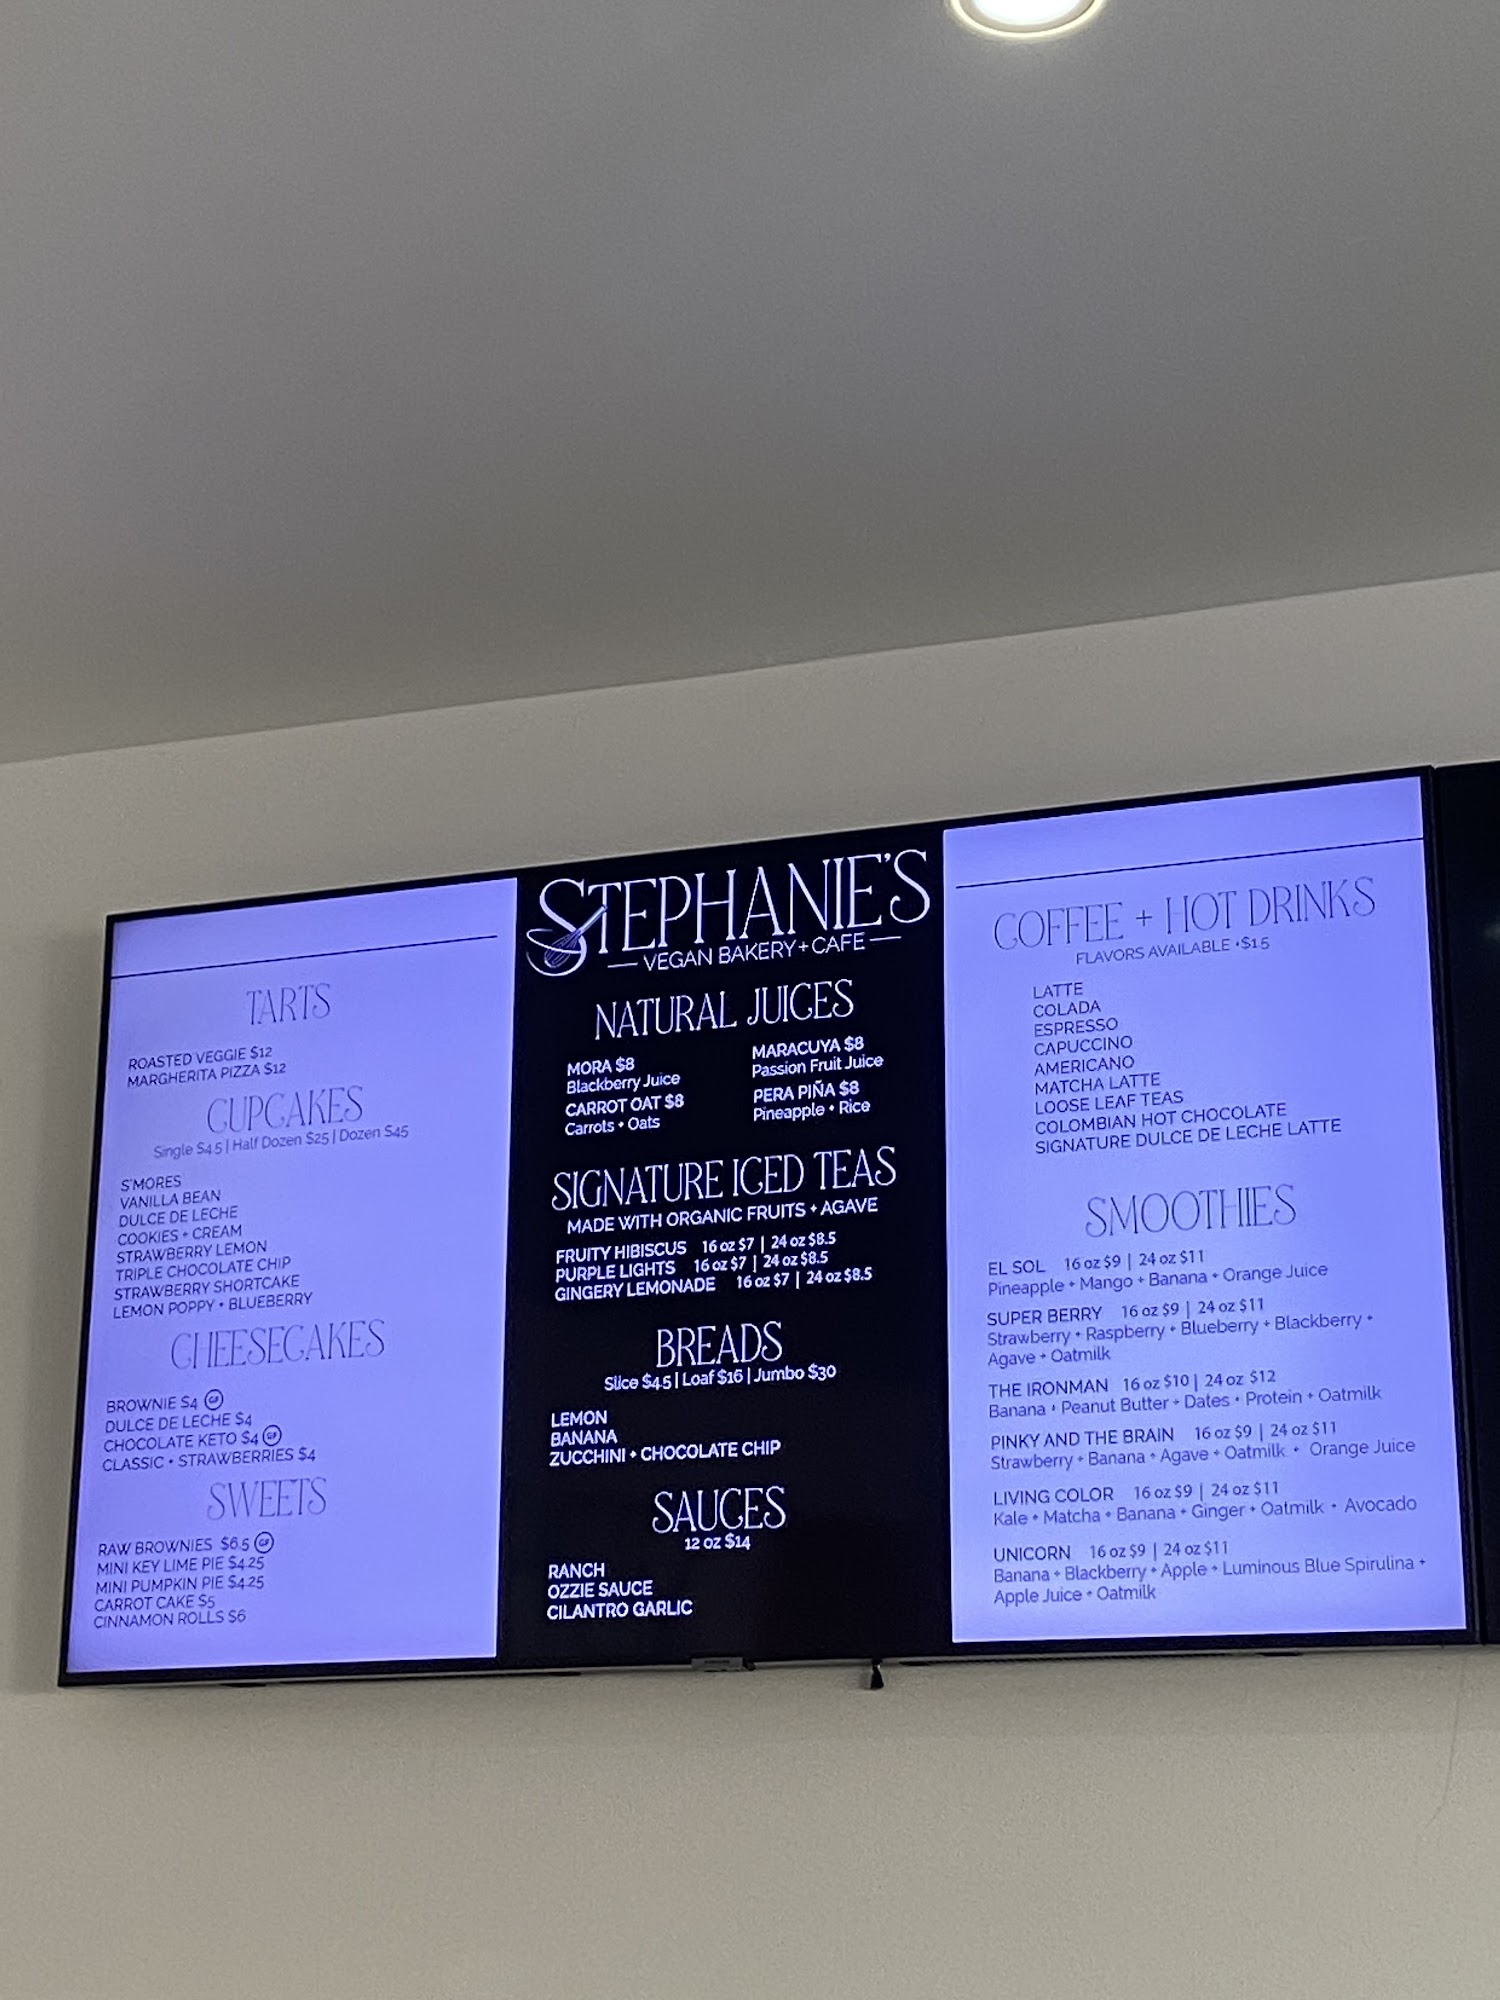 TARTS
ROASTED VEGGIE $12
MARGHERITA PIZZA $12
CUPCAKES
Single $4.5 | Half Dozen $25 | Dozen $45
S'MORES
VANILLA BEAN
DULCE DE LECHE
COOKIES + CREAM
STRAWBERRY LEMON
TRIPLE CHOCOLATE CHIP
STRAWBERRY SHORTCAKE
LEMON POPPY + BLUEBERRY
CHEESECAKES
BROWNIE $4 GF
DULCE DE LECHE $4
CHOCOLATE KETO $4 GF
CLASSIC + STRAWBERRIES $4
SWEETS
RAW BROWNIES $6.5 GF
MINI KEY LIME PIE $4.25
MINI PUMPKIN PIE $4.25
CARROT CAKE $5
CINNAMON ROLLS $6
STEPHANIE'S
VEGAN BAKERY + CAFE
NATURAL JUICES
MORA $8
Blackberry Juice
CARROT OAT $8
Carrots + Oats
MARACUYA $8
Passion Fruit Juice
PERA PIÑA $8
Pineapple + Rice
SIGNATURE ICED TEAS
MADE WITH ORGANIC FRUITS + AGAVE
FRUITY HIBISCUS 16 oz $7 | 24 oz $8.5
PURPLE LIGHTS 16 oz $7 | 24 oz $8.5
GINGERY LEMONADE 16 oz $7 | 24 oz $8.5
BREADS
Slice $4.5 | Loaf $16 | Jumbo $30
LEMON
BANANA
ZUCCHINI + CHOCOLATE CHIP
SAUCES
12 oz $14
RANCH
OZZIE SAUCE
CILANTRO GARLIC
COFFEE + HOT DRINKS
FLAVORS AVAILABLE +$1.5
LATTE
COLADA
ESPRESSO
CAPUCCINO
AMERICANO
MATCHA LATTE
LOOSE LEAF TEAS
COLOMBIAN HOT CHOCOLATE
SIGNATURE DULCE DE LECHE LATTE
SMOOTHIES
EL SOL 16 oz $9 | 24 oz $11
Pineapple + Mango + Banana + Orange Juice
SUPER BERRY 16 oz $9 | 24 oz $11
Strawberry + Raspberry + Blueberry + Blackberry +
Agave + Oatmilk
THE IRONMAN 16 oz $10 | 24 oz $12
Banana + Peanut Butter + Dates + Protein + Oatmilk
PINKY AND THE BRAIN 16 oz $9 | 24 oz $11
Strawberry + Banana + Agave + Oatmilk + Orange Juice
LIVING COLOR 16 oz $9 | 24 oz $11
Kale + Matcha + Banana + Ginger + Oatmilk + Avocado
UNICORN 16 oz $9 | 24 oz $11
Banana + Blackberry + Apple + Luminous Blue Spirulina +
Apple Juice + Oatmilk